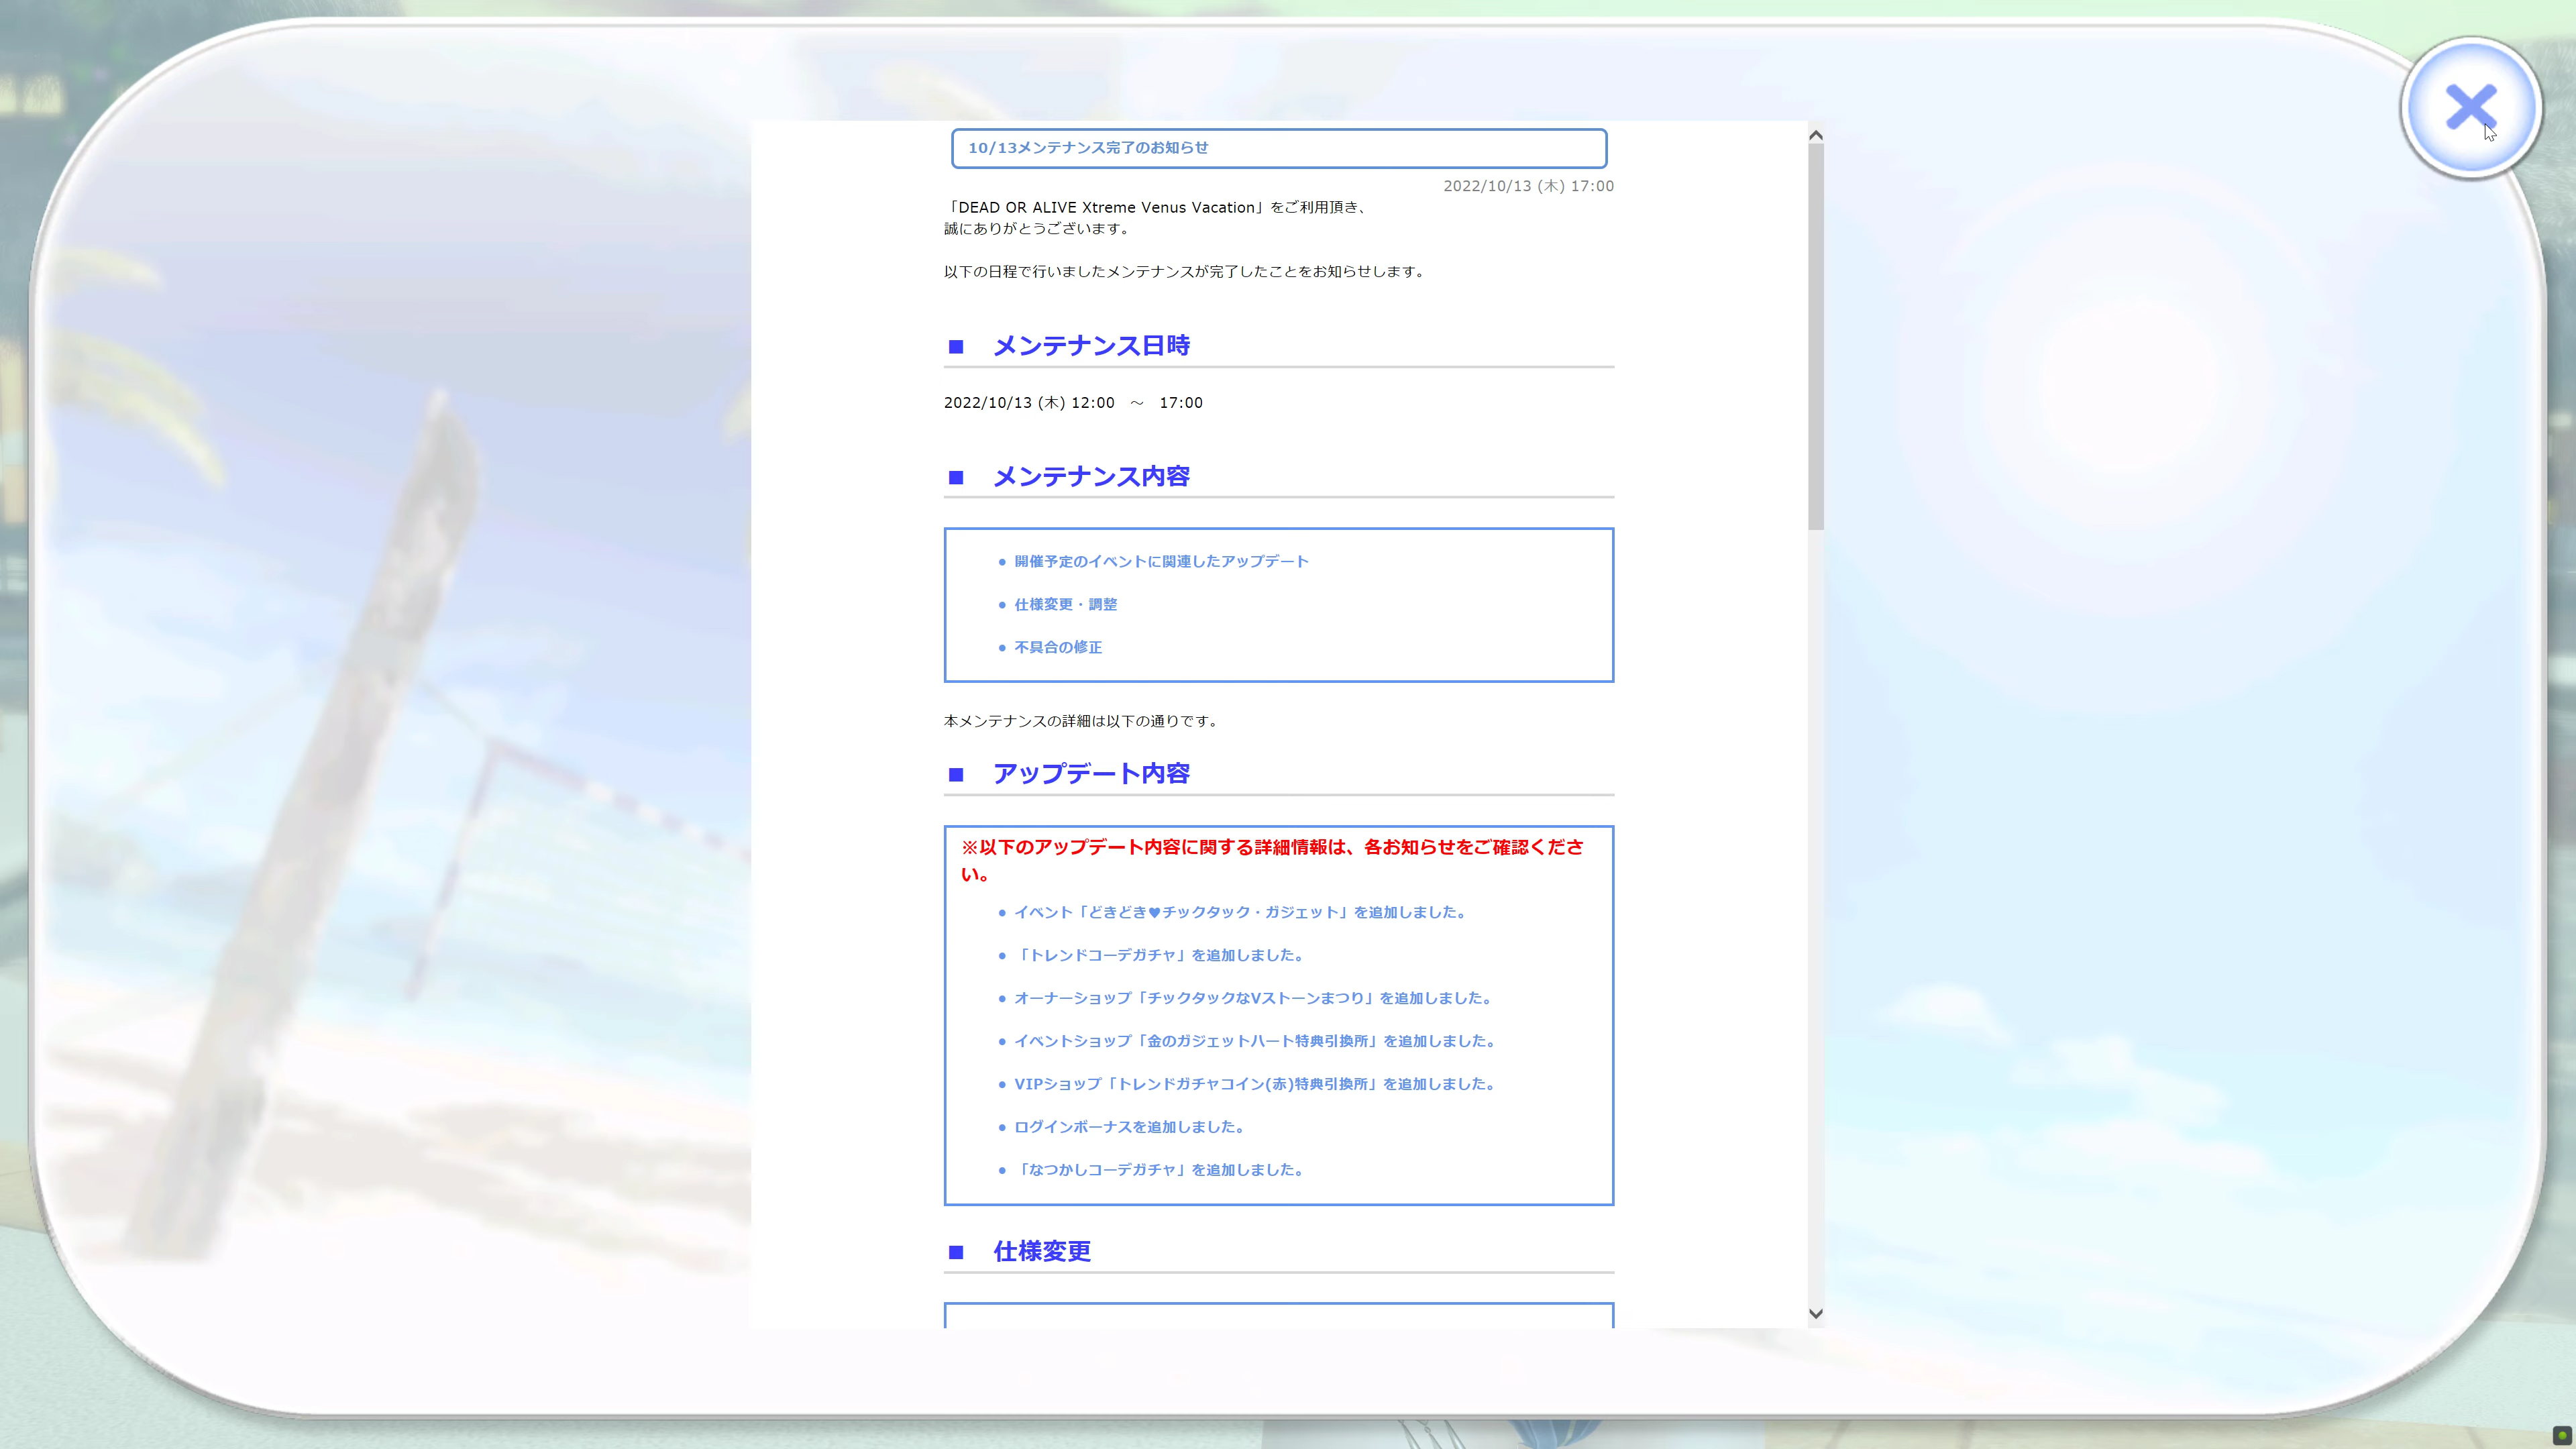 10/13メンテナンス完了のお知らせ
2022/10/13 (木) 17:00
「DEAD OR ALIVE Xtreme Venus Vacation」をご利用頂き、
誠にありがとうございます。
以下の日程で行いましたメンテナンスが完了したことをお知らせします。
■　メンテナンス日時
2022/10/13 (木) 12:00　～　17:00
■　メンテナンス内容
● 開催予定のイベントに関連したアップデート
● 仕様変更・調整
● 不具合の修正
本メンテナンスの詳細は以下の通りです。
■　アップデート内容
※以下のアップデート内容に関する詳細情報は、各お知らせをご確認くださ
い。
● イベント「どきどき♥チックタック・ガジェット」を追加しました。
● 「トレンドコーデガチャ」を追加しました。
● オーナーショップ「チックタックなVストーンまつり」を追加しました。
● イベントショップ「金のガジェットハート特典引換所」を追加しました。
● VIPショップ「トレンドガチャコイン(赤)特典引換所」を追加しました。
● ログインボーナスを追加しました。
● 「なつかしコーデガチャ」を追加しました。
■　仕様変更